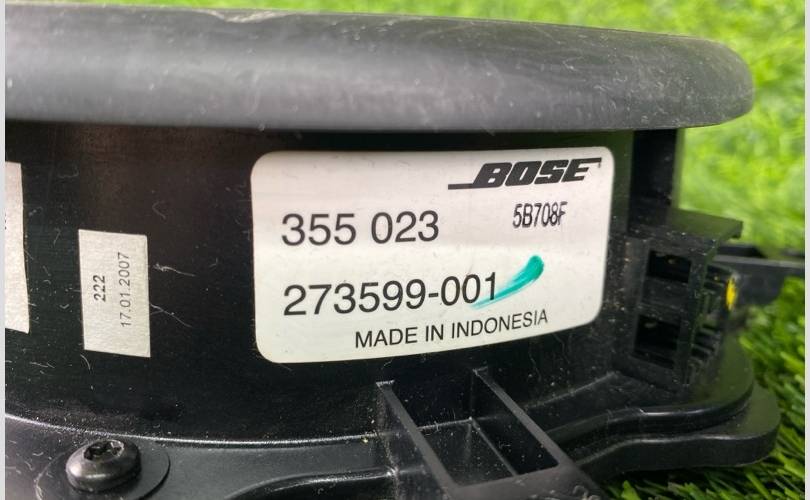 BOSE
355 023
5B708F
273599-001
MADE IN INDONESIA
222
17.01.2007